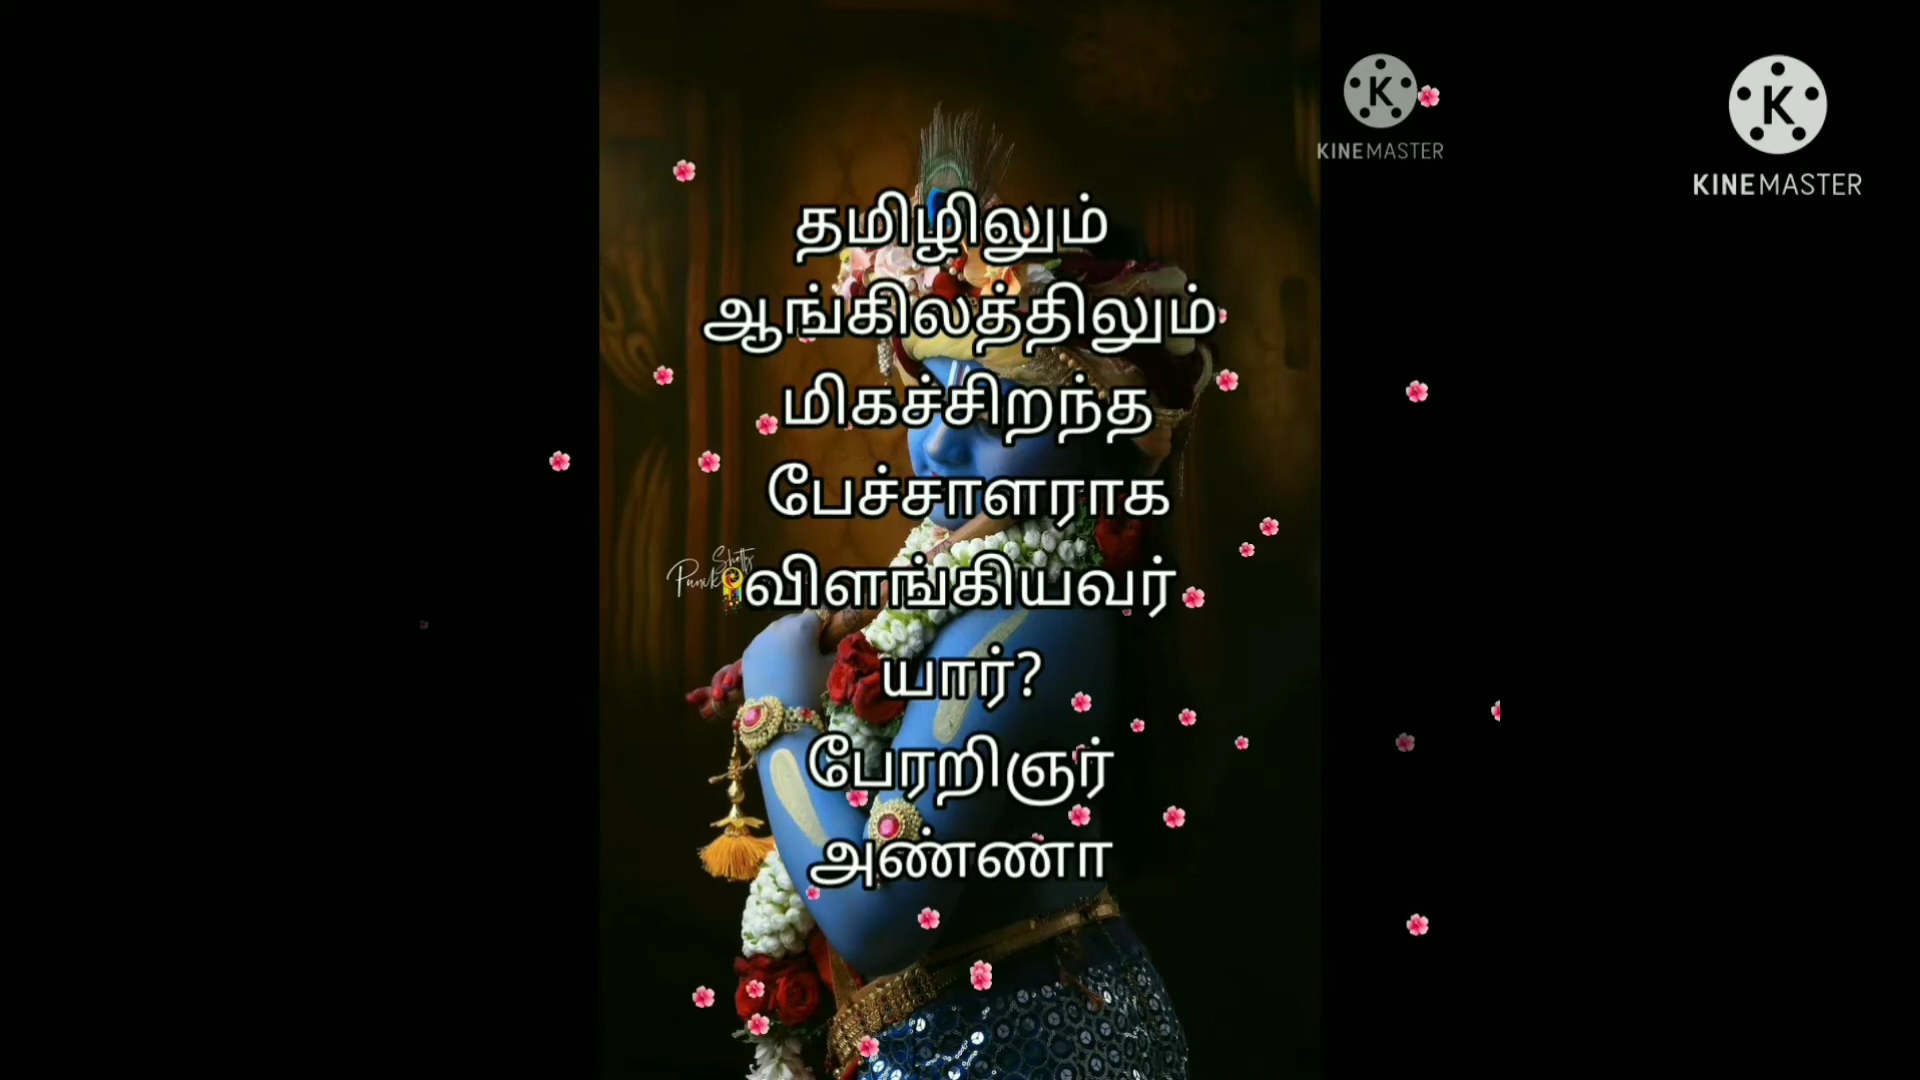 KINEMASTER
KINEMASTER
தமிழிலும்
ஆங்கிலத்திலும்
மிகச்சிறந்த
பேச்சாளராக
விளங்கியவர்
யார்?
பேரறிஞர்
அண்ணா